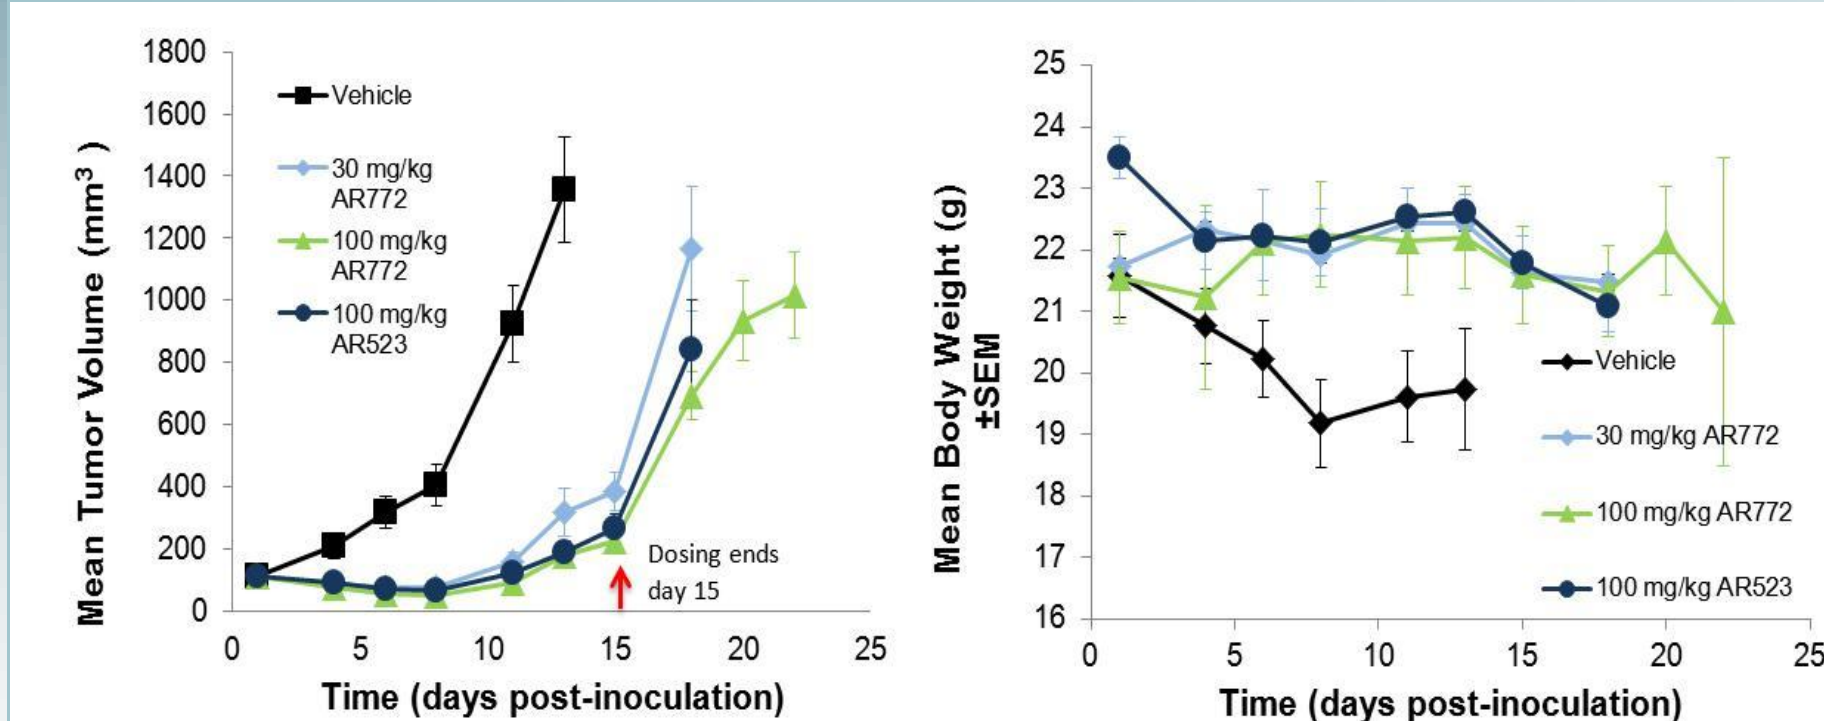 1800
1600
1400
1200
1000
800
600
400
200
0
Mean Tumor Volume (mm³ )
Vehicle
30 mg/kg
AR772
100 mg/kg
AR772
100 mg/kg
AR523
Dosing ends
day 15
0 5 10 15 20 25
Time (days post-inoculation)
25
24
23
22
21
20
19
18
17
16
Mean Body Weight (g)
±SEM
Vehicle
30 mg/kg AR772
100 mg/kg AR772
100 mg/kg AR523
0 5 10 15 20 25
Time (days post-inoculation)